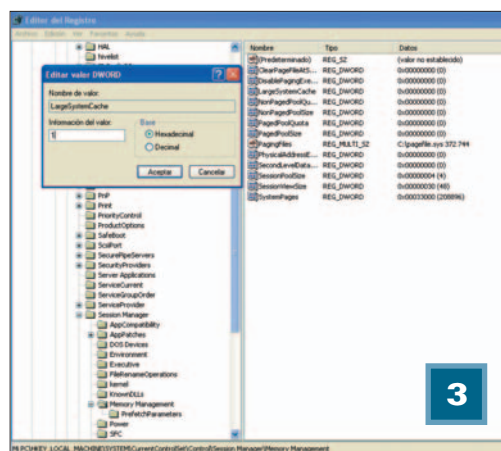 Editor del Registro
Archivo Edición Ver Favoritos Ayuda
HAL
hivelist
Editar valor DWORD
Nombre de valor:
LargeSystemCache
Información del valor:
1
Base
Hexadecimal
Decimal
Aceptar Cancelar
PnP
Print
PriorityControl
ProductOptions
SafeBoot
ScsiPort
SecurePipeServers
SecurityProviders
Server Applications
ServiceCurrent
ServiceGroupOrder
ServiceProvider
Session Manager
AppCompatibility
AppPatches
DOS Devices
Environment
Executive
FileRenameOperations
kernel
KnownDLLs
Memory Management
PrefetchParameters
Power
SFC
Nombre Tipo Datos
(Predeterminado) REG_SZ (valor no establecido)
ClearPageFileAtS... REG_DWORD 0x00000000 (0)
DisablePagingExe... REG_DWORD 0x00000000 (0)
LargeSystemCache REG_DWORD 0x00000000 (0)
NonPagedPoolQu... REG_DWORD 0x00000000 (0)
NonPagedPoolSize REG_DWORD 0x00000000 (0)
PagedPoolQuota REG_DWORD 0x00000000 (0)
PagedPoolSize REG_DWORD 0x00000000 (0)
PagingFiles REG_MULTI_SZ C:\pagefile.sys 372 744
PhysicalAddressE... REG_DWORD 0x00000000 (0)
SecondLevelData... REG_DWORD 0x00000000 (0)
SessionPoolSize REG_DWORD 0x00000004 (4)
SessionViewSize REG_DWORD 0x00000030 (48)
SystemPages REG_DWORD 0x00033000 (208896)
3
Mi PC\HKEY_LOCAL_MACHINE\SYSTEM\CurrentControlSet\Control\Session Manager\Memory Management